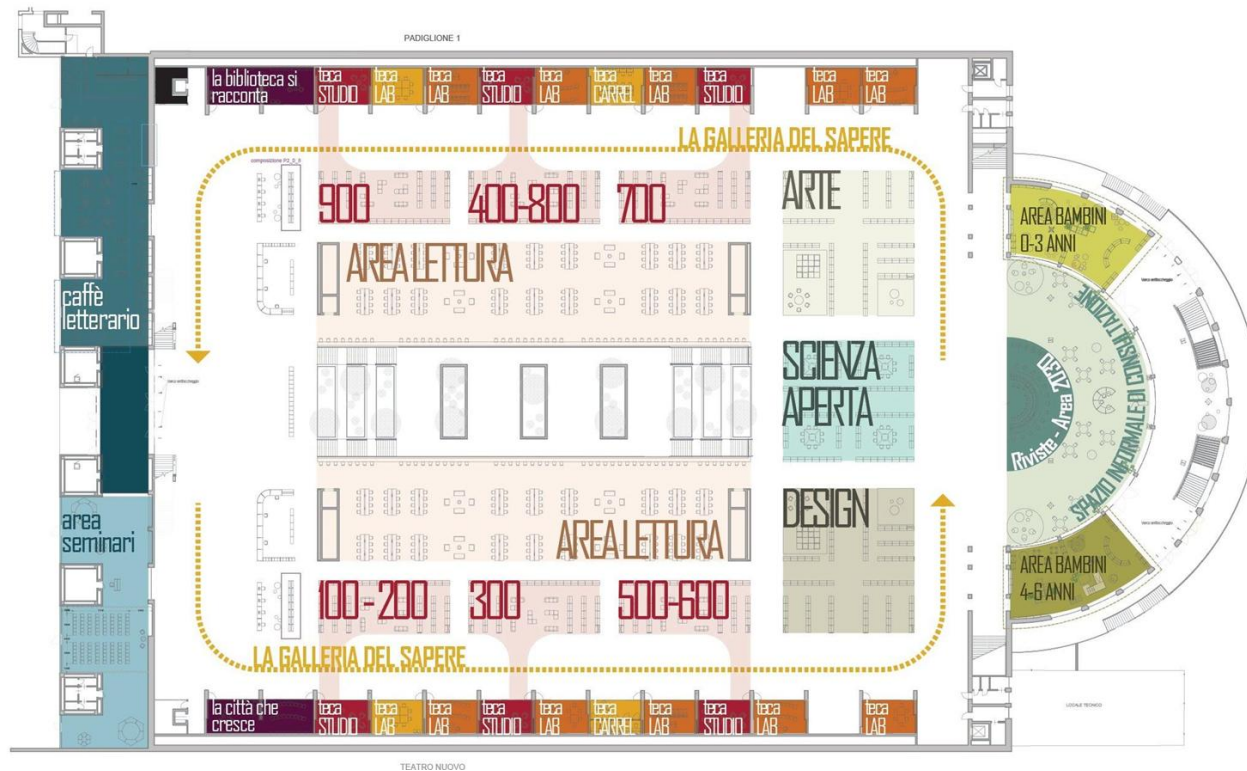 PADIGLIONE 1
la biblioteca si
racconta
teca
STUDIO
teca
LAB
teca
LAB
teca
STUDIO
teca
LAB
teca
CARREL
teca
LAB
teca
STUDIO
teca
LAB
teca
LAB
LA GALLERIA DEL SAPERE
900
400-800
700
ARTE
AREA BAMBINI
0-3 ANNI
AREA LETTURA
caffè
letterario
SCIENZA
APERTA
Riviste - Area 21.30
SPAZIO INFORMALE DI CONSULTAZIONE
area
seminari
AREA LETTURA
DESIGN
AREA BAMBINI
4-6 ANNI
100-200
300
500-600
LA GALLERIA DEL SAPERE
la città che
cresce
teca
STUDIO
teca
LAB
teca
LAB
teca
STUDIO
teca
LAB
teca
CARREL
teca
LAB
teca
STUDIO
teca
LAB
teca
LAB
LOCALE TECNICO
TEATRO NUOVO